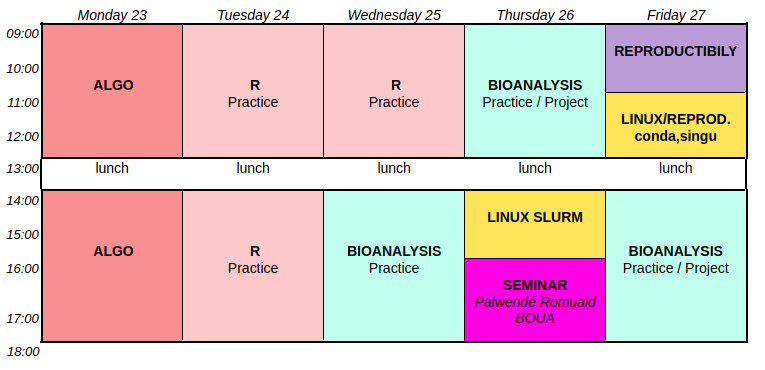 Monday 23 Tuesday 24 Wednesday 25 Thursday 26 Friday 27
09:00
REPRODUCTIBILY
10:00
ALGO R R BIOANALYSIS
Practice Practice Practice / Project
11:00
LINUX/REPROD.
12:00 conda,singu
13:00 lunch lunch lunch lunch lunch
14:00
LINUX SLURM
15:00
ALGO R BIOANALYSIS BIOANALYSIS
16:00 Practice Practice Practice / Project
SEMINAR
Palwendé Romuald
17:00 BOUA
18:00